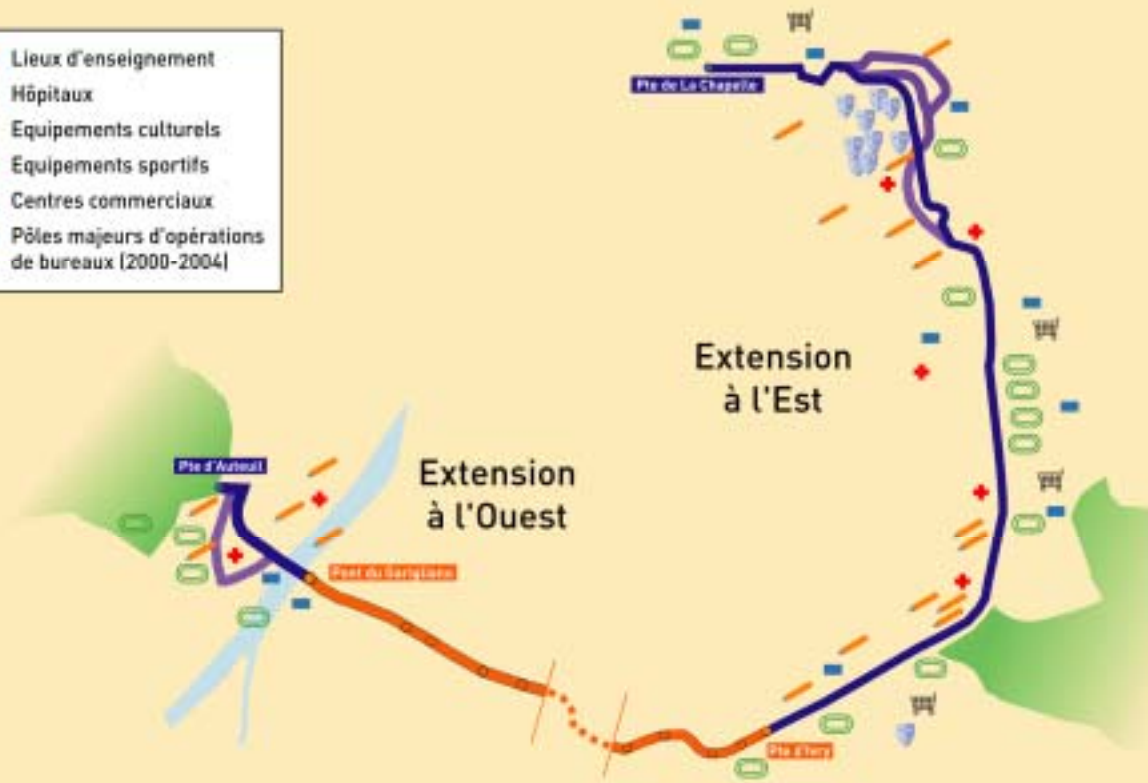 Lieux d'enseignement
Hôpitaux
Equipements culturels
Equipements sportifs
Centres commerciaux
Pôles majeurs d'opérations
de bureaux (2000-2004)
Pte de La Chapelle
Extension
à l'Est
Pte d'Auteuil
Extension
à l'Ouest
Pont du Garigliano
Pte d'Ivry